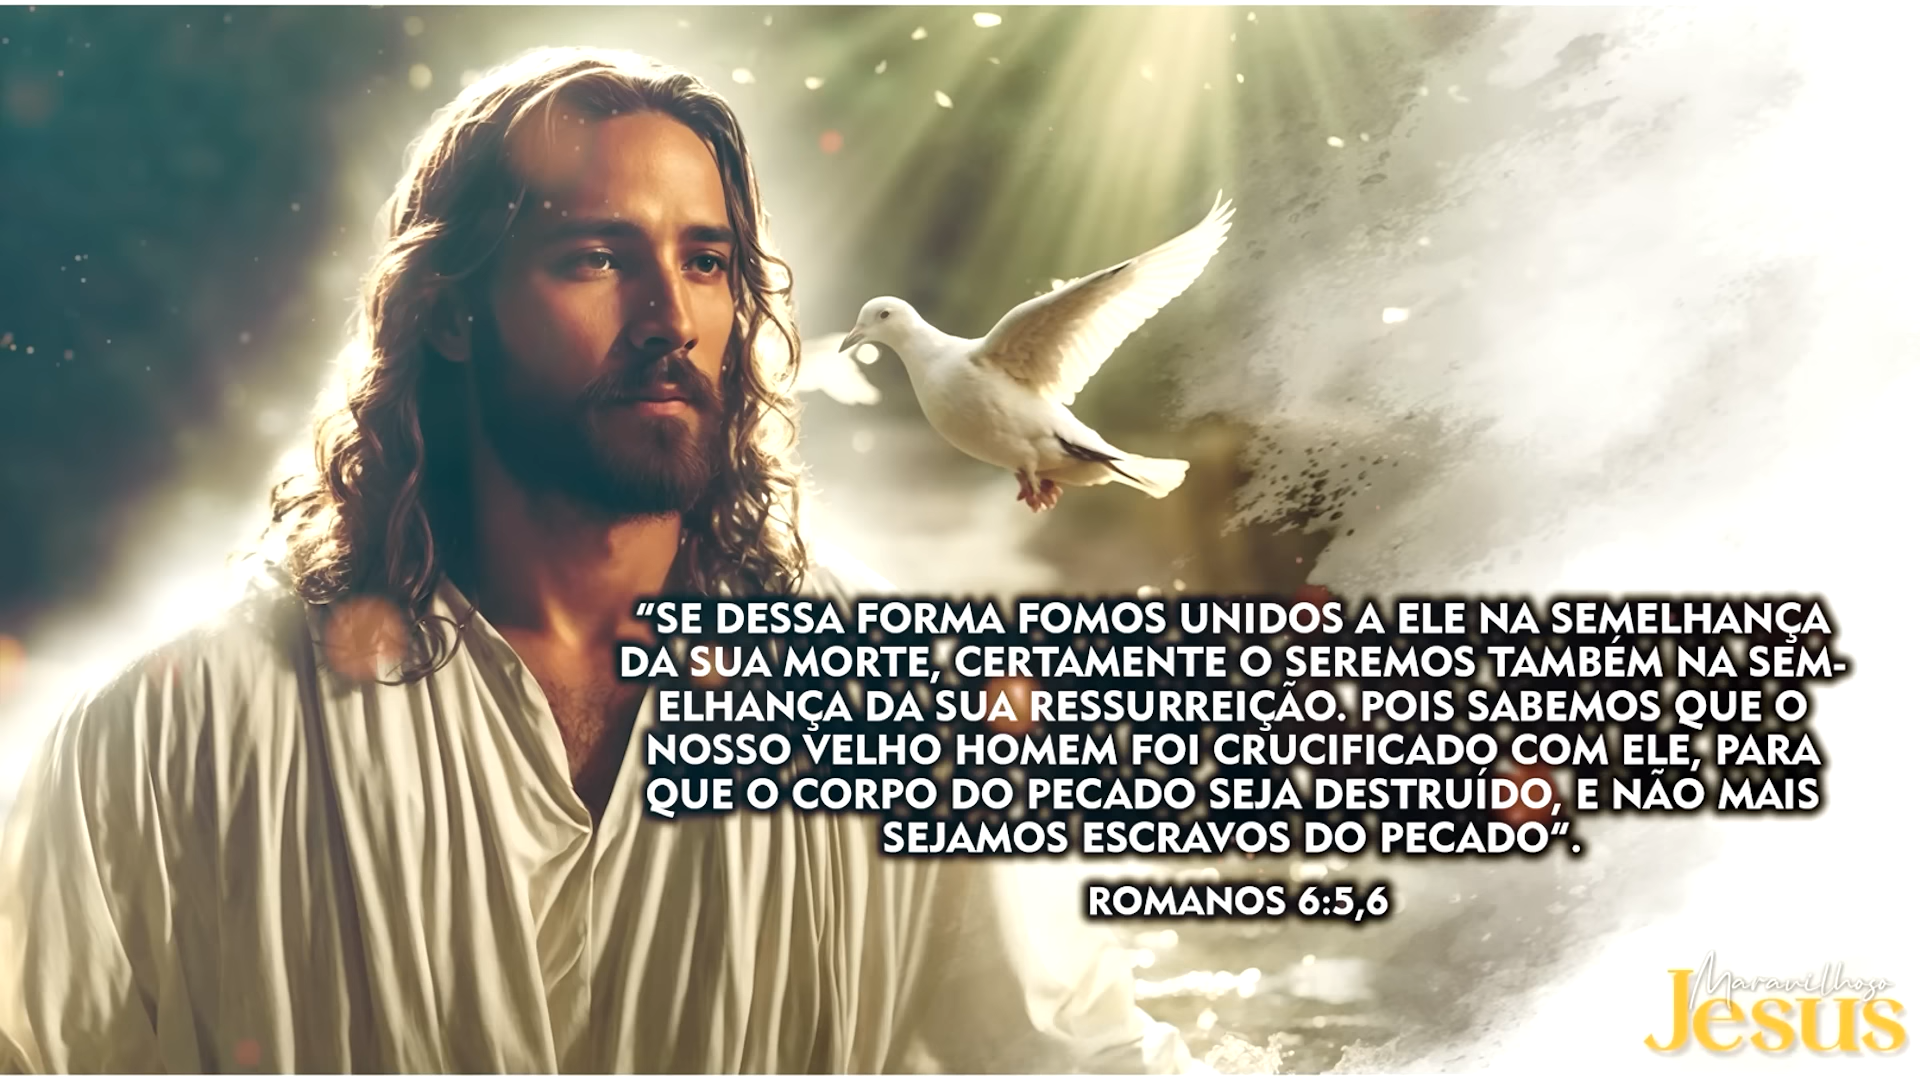 “SE DESSA FORMA FOMOS UNIDOS A ELE NA SEMELHANÇA
DA SUA MORTE, CERTAMENTE O SEREMOS TAMBÉM NA SEM-
ELHANÇA DA SUA RESSURREIÇÃO. POIS SABEMOS QUE O
NOSSO VELHO HOMEM FOI CRUCIFICADO COM ELE, PARA
QUE O CORPO DO PECADO SEJA DESTRUÍDO, E NÃO MAIS
SEJAMOS ESCRAVOS DO PECADO“.
ROMANOS 6:5,6
Maravilhoso
Jesus